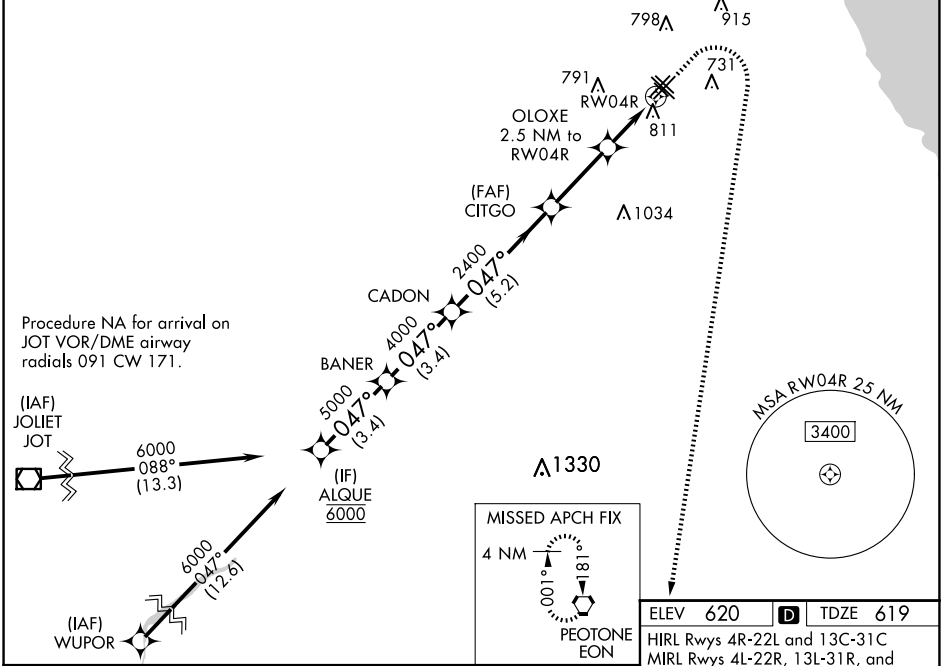 798
915
731
791
RW04R
811
OLOXE
2.5 NM to
RW04R
(FAF)
CITGO
1034
2400
047°
(5.2)
CADON
4000
047°
(3.4)
Procedure NA for arrival on
JOT VOR/DME airway
radials 091 CW 171.
BANER
5000
047°
(3.4)
MSA RW04R 25 NM
3400
(IAF)
JOLIET
JOT
6000
088°
(13.3)
(IF)
ALQUE
6000
1330
6000
047°
(12.6)
(IAF)
WUPOR
MISSED APCH FIX
4 NM
001°
181°
PEOTONE
EON
ELEV 620 D TDZE 619
HIRL Rwys 4R-22L and 13C-31C
MIRL Rwys 4L-22R, 13L-31R, and